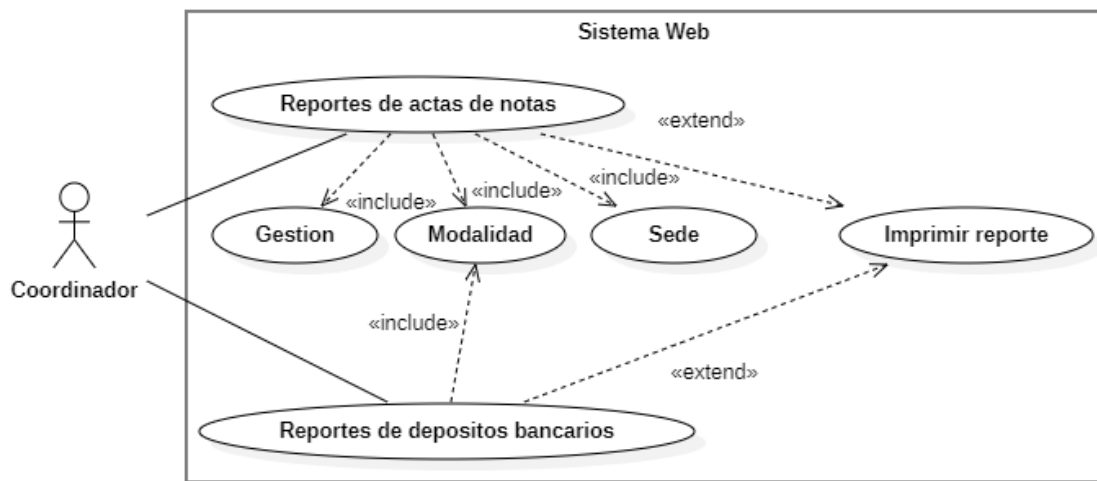 Sistema Web
Reportes de actas de notas
«extend»
«include»
«include»
«include»
Gestion
Modalidad
Sede
Imprimir reporte
Coordinador
«include»
«extend»
Reportes de depositos bancarios